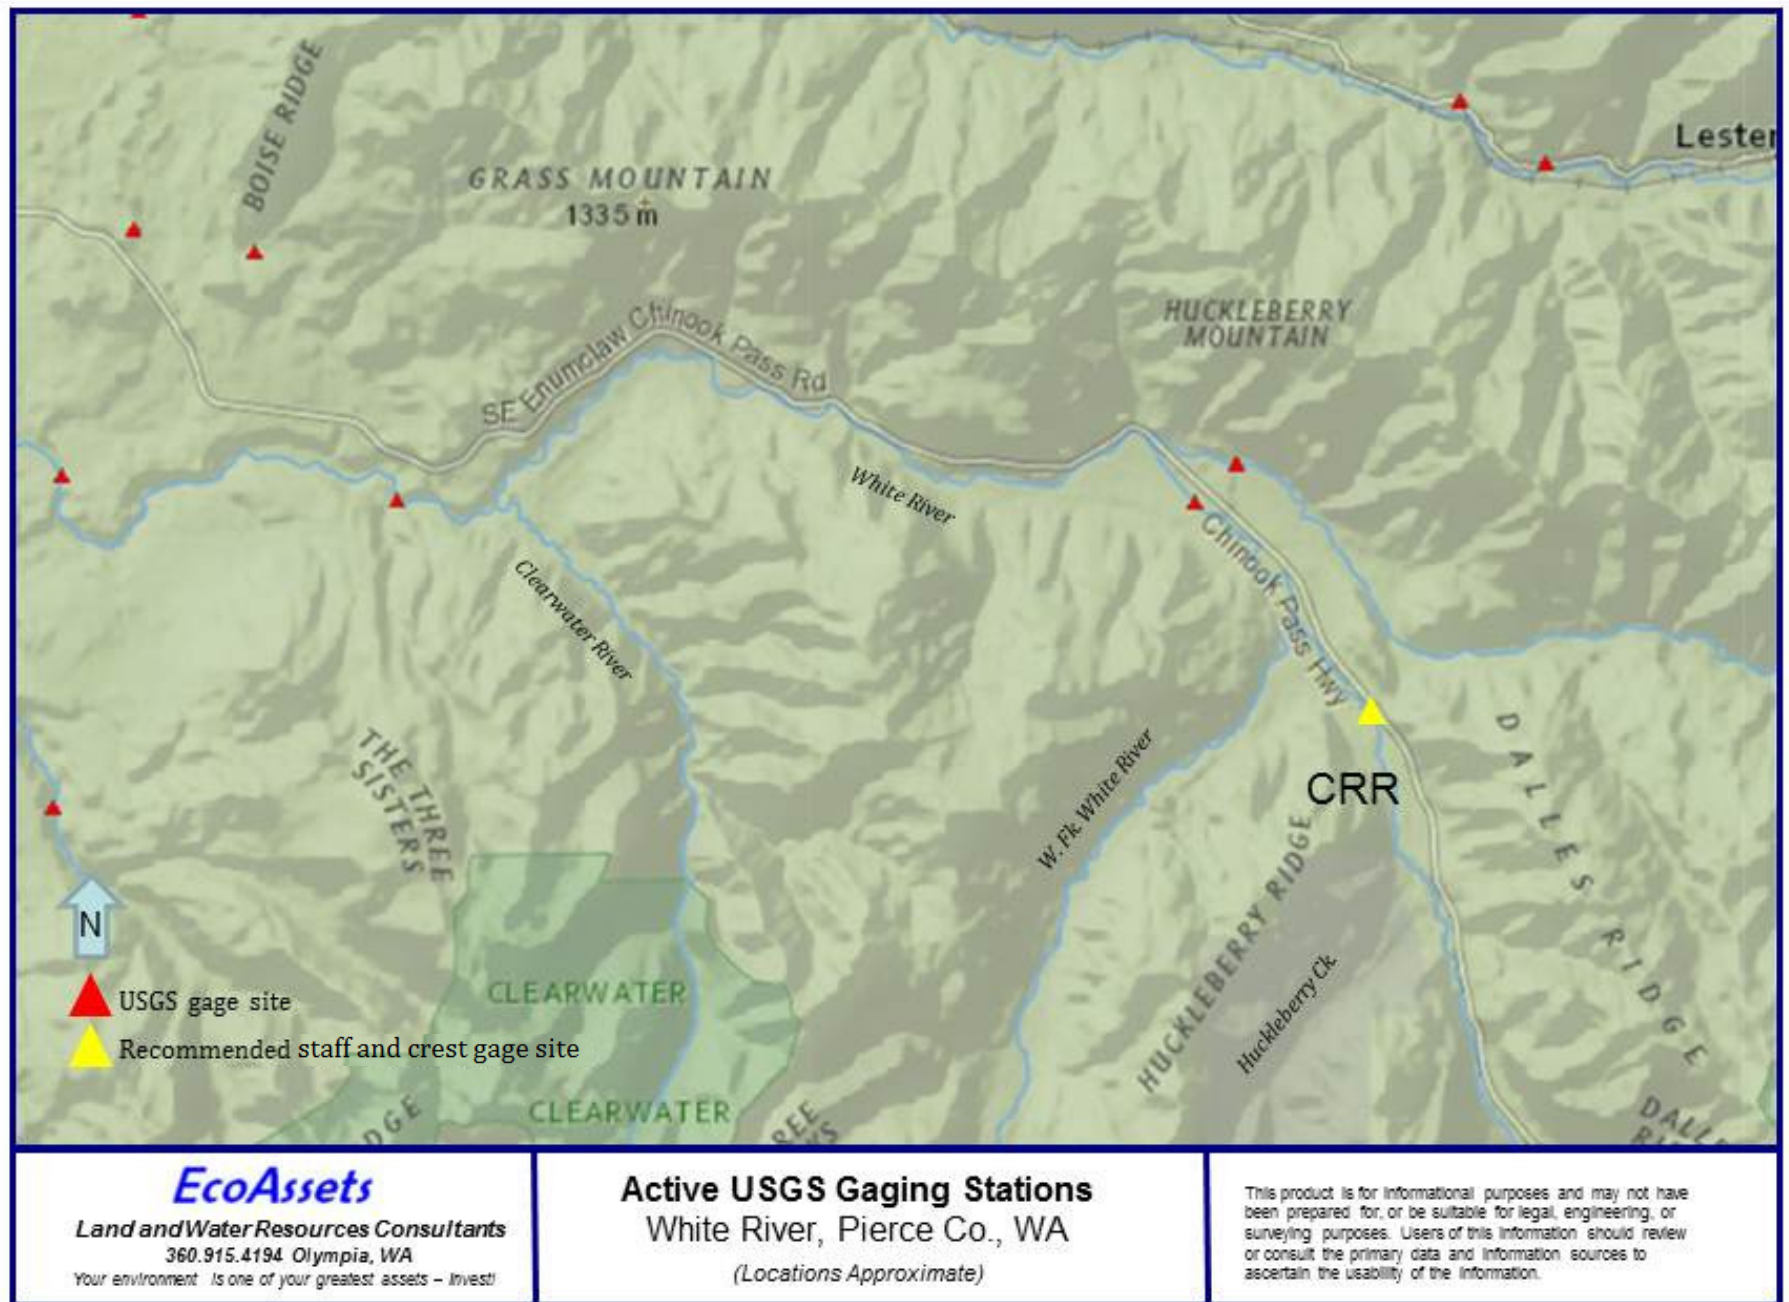 BOISE RIDGE
GRASS MOUNTAIN
1335 m
Lester
HUCKLEBERRY
MOUNTAIN
SE Enumclaw Chinook Pass Rd
White River
Chinook Pass Hwy
Clearwater River
THE THREE
SISTERS
W. Fk. White River
CRR
DALLES RIDGE
HUCKLEBERRY RIDGE
Huckleberry Ck.
N
CLEARWATER
USGS gage site
Recommended staff and crest gage site
CLEARWATER
DGE
REE
KS
DALL
RI
EcoAssets
Land and Water Resources Consultants
360.915.4194 Olympia, WA
Your environment is one of your greatest assets – Invest!
Active USGS Gaging Stations
White River, Pierce Co., WA
(Locations Approximate)
This product is for informational purposes and may not have
been prepared for, or be suitable for legal, engineering, or
surveying purposes. Users of this information should review
or consult the primary data and information sources to
ascertain the usability of the information.